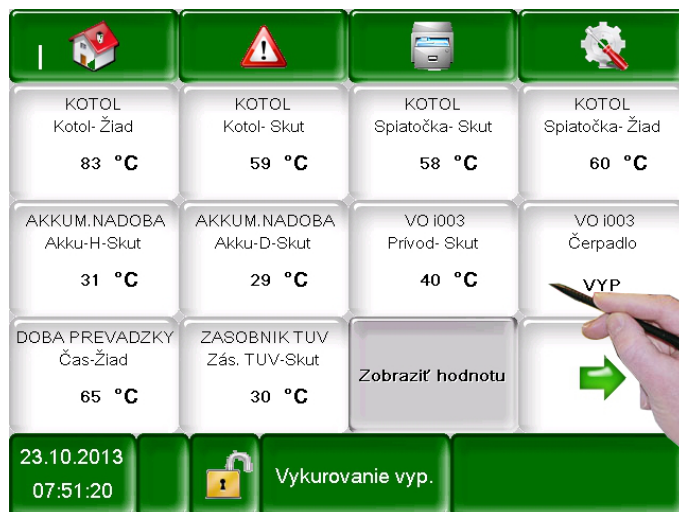 KOTOL
Kotol- Žiad
83 °C
KOTOL
Kotol- Skut
59 °C
KOTOL
Spiatočka- Skut
58 °C
KOTOL
Spiatočka- Žiad
60 °C
AKKUM.NADOBA
Akku-H-Skut
31 °C
AKKUM.NADOBA
Akku-D-Skut
29 °C
VO i003
Prívod- Skut
40 °C
VO i003
Čerpadlo
VYP
DOBA PREVADZKY
Čas-Žiad
65 °C
ZASOBNIK TUV
Zás. TUV-Skut
30 °C
Zobraziť hodnotu
23.10.2013
07:51:20
Vykurovanie vyp.